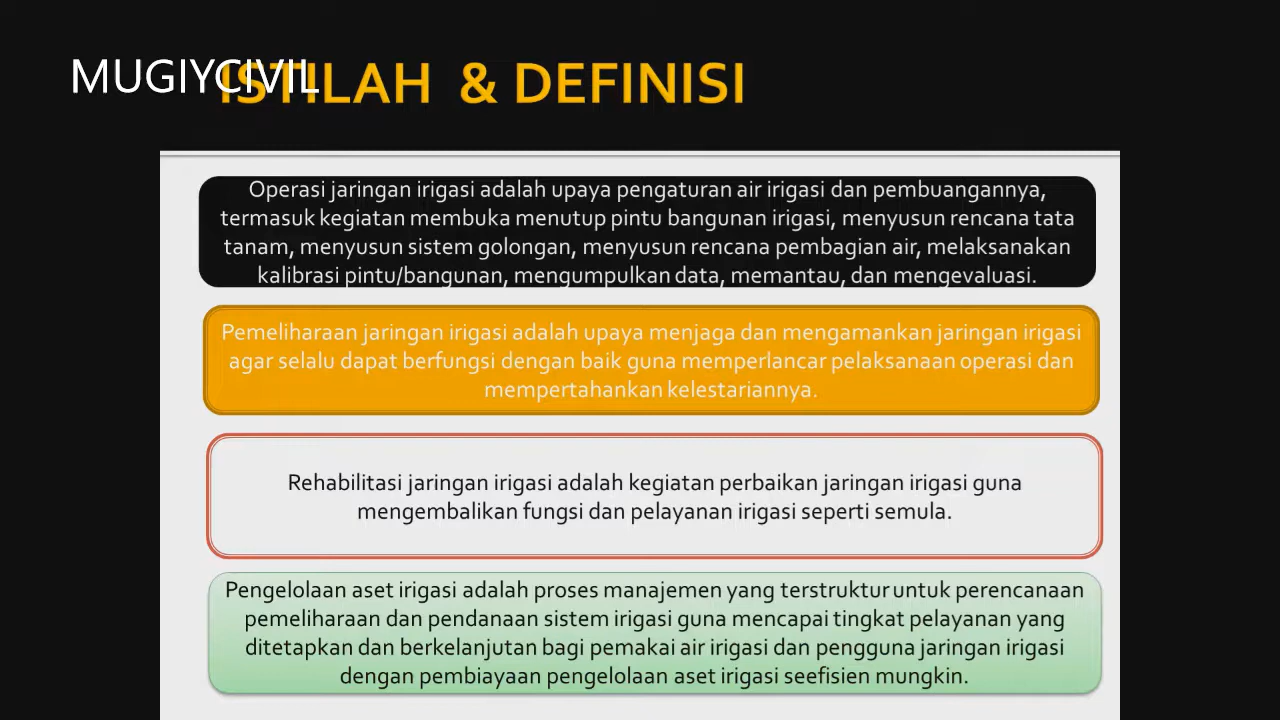 MUGIYCIVIL
ISTILAH & DEFINISI
Operasi jaringan irigasi adalah upaya pengaturan air irigasi dan pembuangannya,
termasuk kegiatan membuka menutup pintu bangunan irigasi, menyusun rencana tata
tanam, menyusun sistem golongan, menyusun rencana pembagian air, melaksanakan
kalibrasi pintu/bangunan, mengumpulkan data, memantau, dan mengevaluasi.
Pemeliharaan jaringan irigasi adalah upaya menjaga dan mengamankan jaringan irigasi
agar selalu dapat berfungsi dengan baik guna memperlancar pelaksanaan operasi dan
mempertahankan kelestariannya.
Rehabilitasi jaringan irigasi adalah kegiatan perbaikan jaringan irigasi guna
mengembalikan fungsi dan pelayanan irigasi seperti semula.
Pengelolaan aset irigasi adalah proses manajemen yang terstruktur untuk perencanaan
pemeliharaan dan pendanaan sistem irigasi guna mencapai tingkat pelayanan yang
ditetapkan dan berkelanjutan bagi pemakai air irigasi dan pengguna jaringan irigasi
dengan pembiayaan pengelolaan aset irigasi seefisien mungkin.